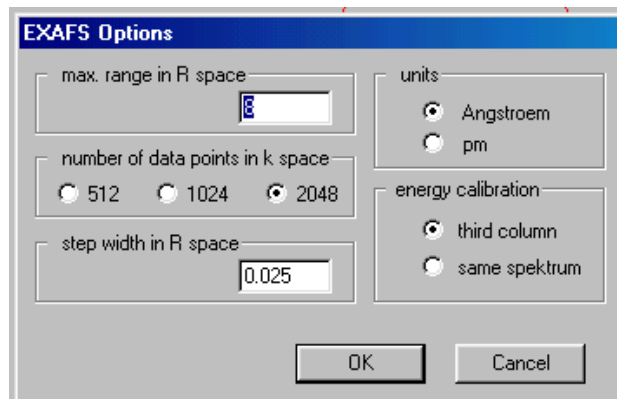 EXAFS Options
max. range in R space
8
number of data points in k space
512 1024 2048
step width in R space
0.025
units
Angstroem
pm
energy calibration
third column
same spektrum
OK Cancel